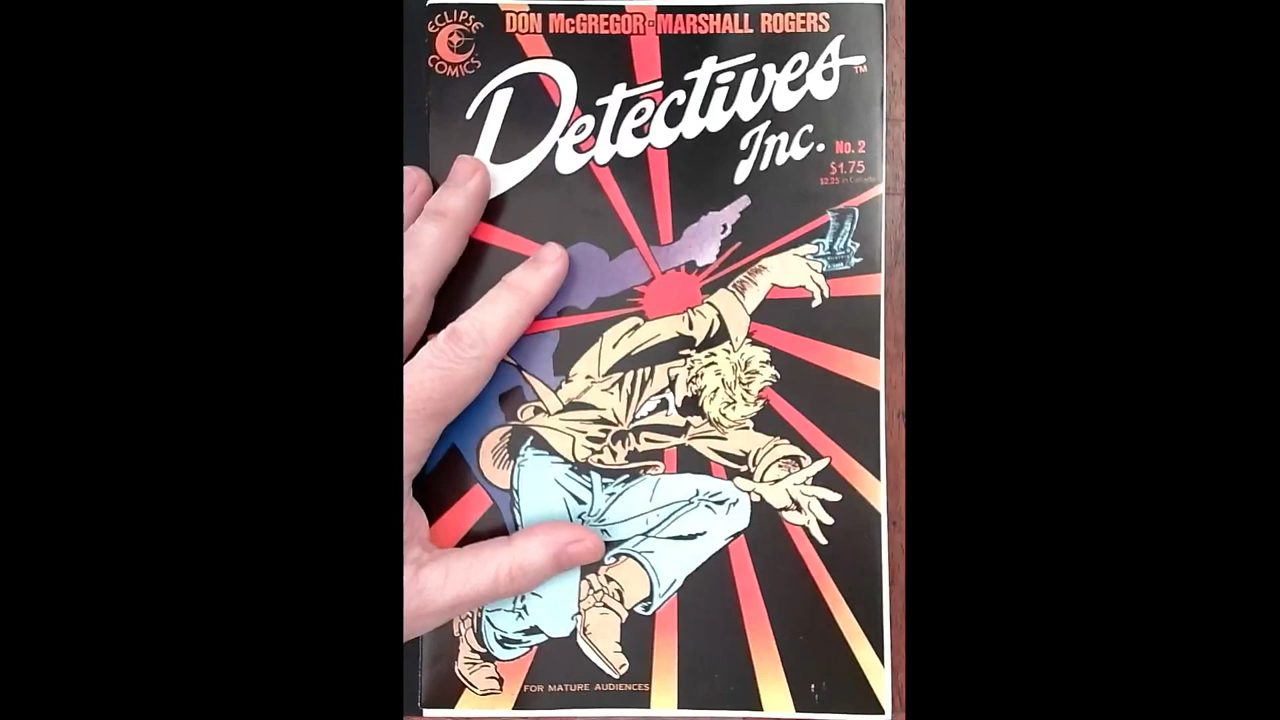 ECLIPSE
COMICS
DON McGREGOR·MARSHALL ROGERS
Detectives
Inc.
TM
No. 2
$1.75
$2.25 in Canada
FOR MATURE AUDIENCES